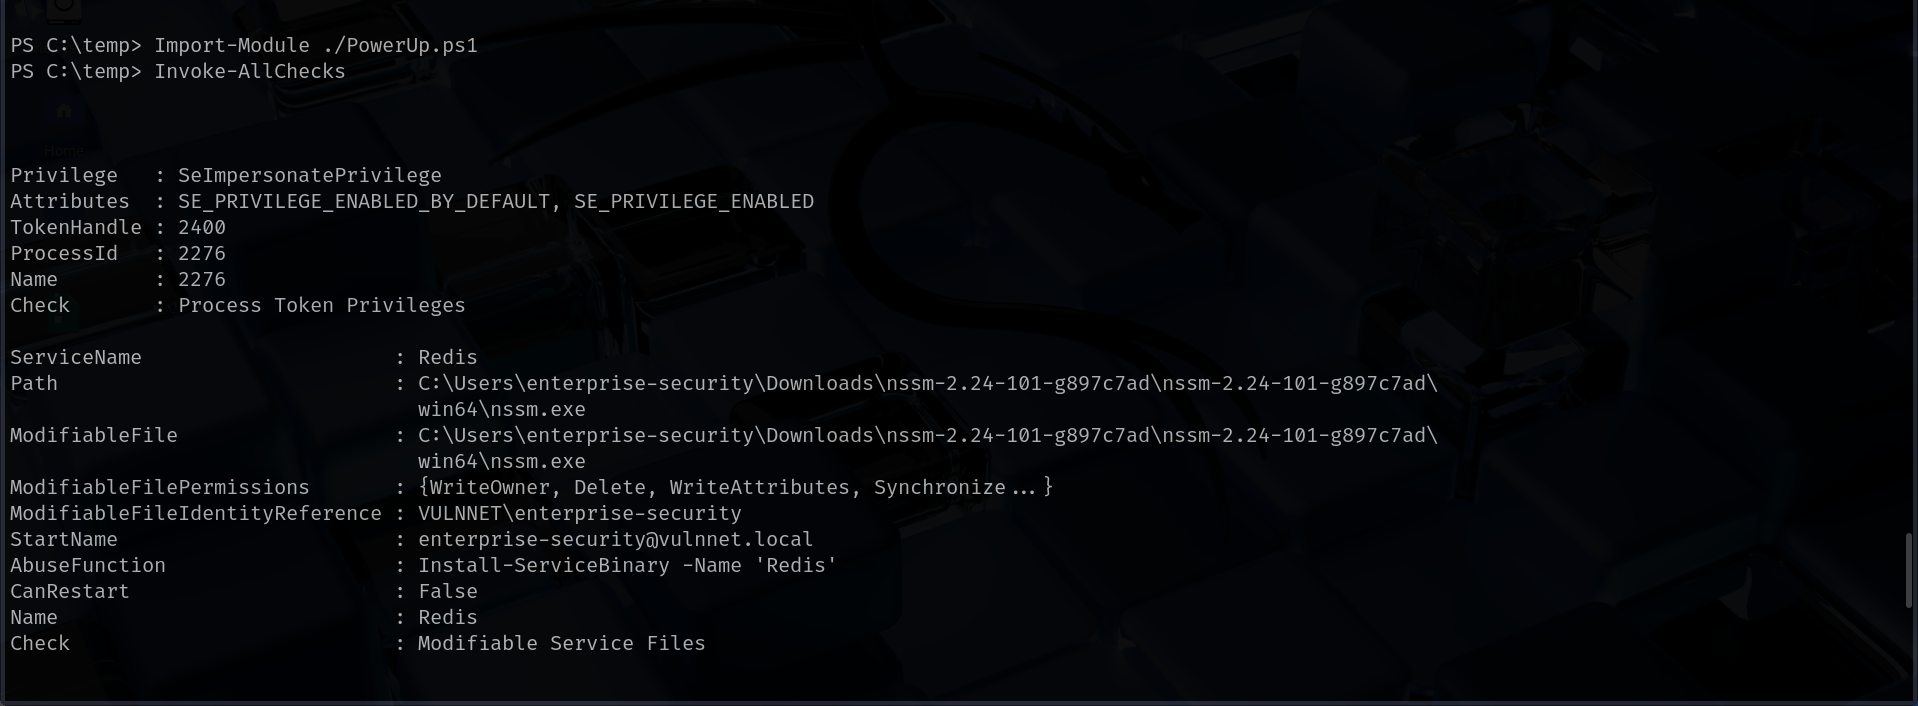 PS C:\temp> Import-Module ./PowerUp.ps1
PS C:\temp> Invoke-AllChecks
Home
Privilege   : SeImpersonatePrivilege
Attributes  : SE_PRIVILEGE_ENABLED_BY_DEFAULT, SE_PRIVILEGE_ENABLED
TokenHandle : 2400
ProcessId   : 2276
Name        : 2276
Check       : Process Token Privileges
ServiceName                     : Redis
Path                            : C:\Users\enterprise-security\Downloads\nssm-2.24-101-g897c7ad\nssm-2.24-101-g897c7ad\
win64\nssm.exe
ModifiableFile                  : C:\Users\enterprise-security\Downloads\nssm-2.24-101-g897c7ad\nssm-2.24-101-g897c7ad\
win64\nssm.exe
ModifiableFilePermissions       : {WriteOwner, Delete, WriteAttributes, Synchronize...}
ModifiableFileIdentityReference : VULNNET\enterprise-security
StartName                       : enterprise-security@vulnnet.local
AbuseFunction                   : Install-ServiceBinary -Name 'Redis'
CanRestart                      : False
Name                            : Redis
Check                           : Modifiable Service Files